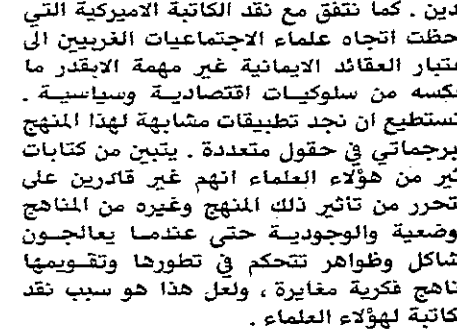 دين . كما نتفق مع نقد الكاتبة الاميركية التي
حظت اتجاه علماء الاجتماعيات الغربيين الى
عتبار العقائد الايمانية غير مهمة الابقدر ما
عكسه من سلوكيات اقتصادية وسياسية .
نستطيع ان نجد تطبيقات مشابهة لهذا المنهج
برجماتي في حقول متعددة . يتبين من كتابات
ثير من هؤلاء العلماء انهم غير قادرين على
تحرر من تأثير ذلك المنهج وغيره من المناهج
وضعية والوجودية حتى عندما يعالجون
شاكل وظواهر تتحكم في تطورها وتقويمها
ناهج فكرية مغايرة ، ولعل هذا هو سبب نقد
كاتبة لهؤلاء العلماء .